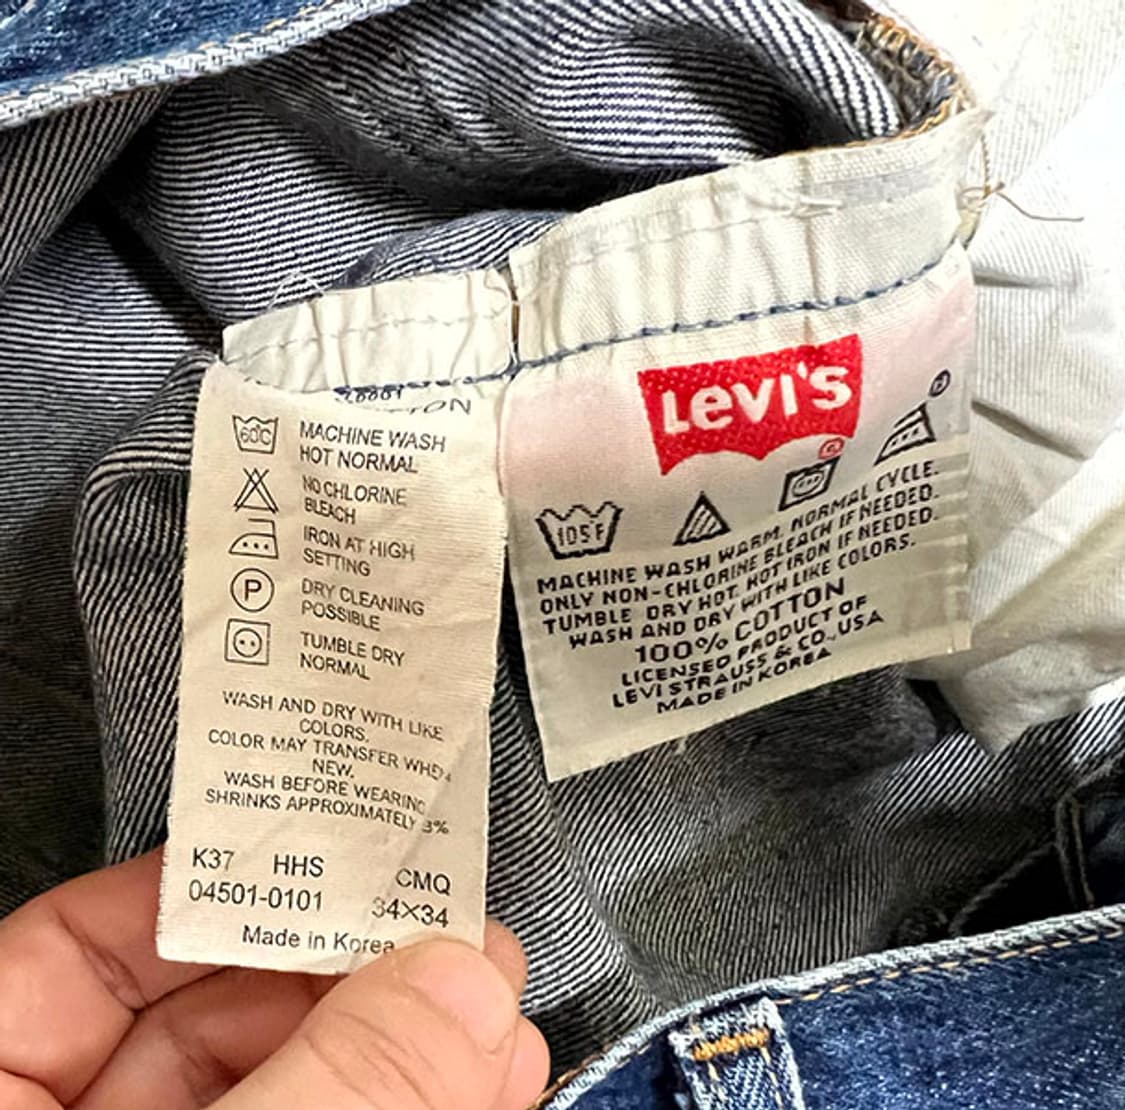 TON
60C
MACHINE WASH
HOT NORMAL
NO CHLORINE
BLEACH
IRON AT HIGH
SETTING
P
DRY CLEANING
POSSIBLE
TUMBLE DRY
NORMAL
WASH AND DRY WITH LIKE
COLORS.
COLOR MAY TRANSFER WHEN
NEW.
WASH BEFORE WEARING
SHRINKS APPROXIMATELY 3%
K37 HHS CMQ
04501-0101 34×34
Made in Korea
Levi's
105F
MACHINE WASH WARM. NORMAL CYCLE.
ONLY NON-CHLORINE BLEACH IF NEEDED.
TUMBLE DRY HOT. HOT IRON IF NEEDED.
WASH AND DRY WITH LIKE COLORS.
100% COTTON
LICENSED PRODUCT OF
LEVI STRAUSS & CO., USA
MADE IN KOREA